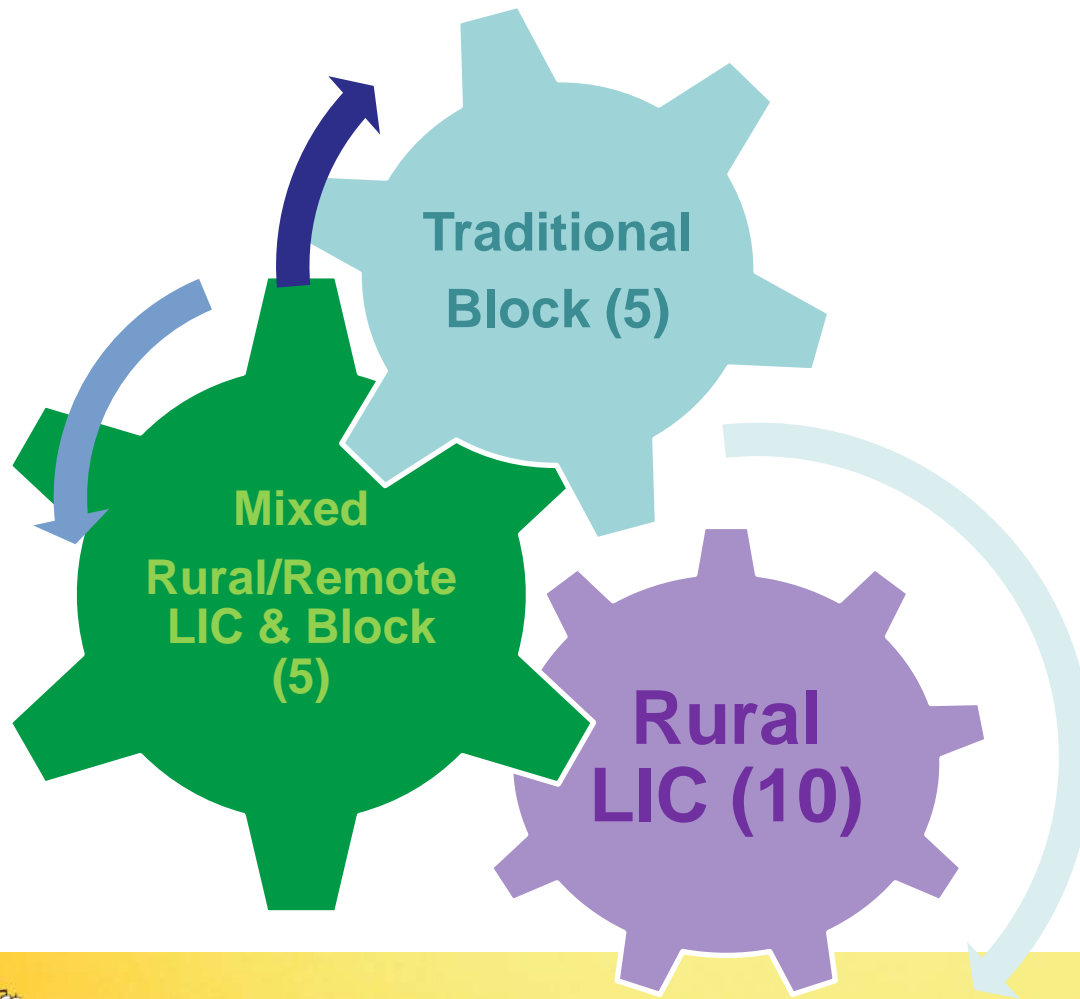 Traditional
Block (5)
Mixed
Rural/Remote
LIC & Block
(5)
Rural
LIC (10)